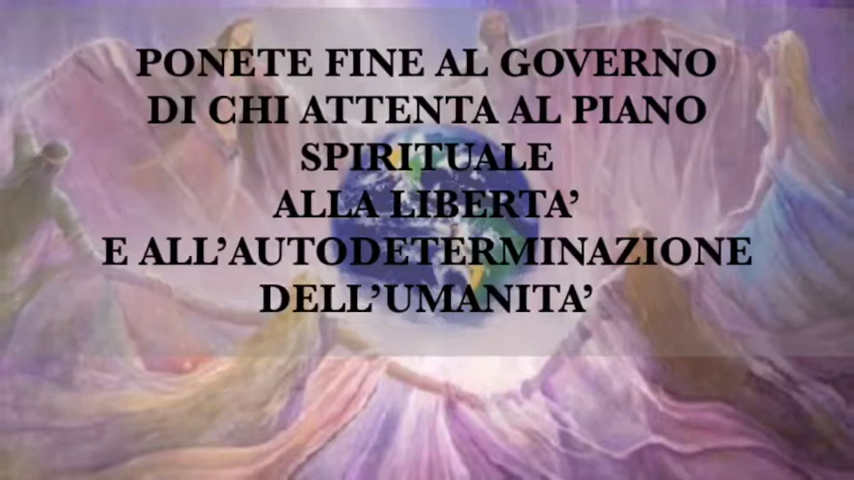 PONETE FINE AL GOVERNO
DI CHI ATTENTA AL PIANO
SPIRITUALE
ALLA LIBERTA’
E ALL’AUTODETERMINAZIONE
DELL’UMANITA’